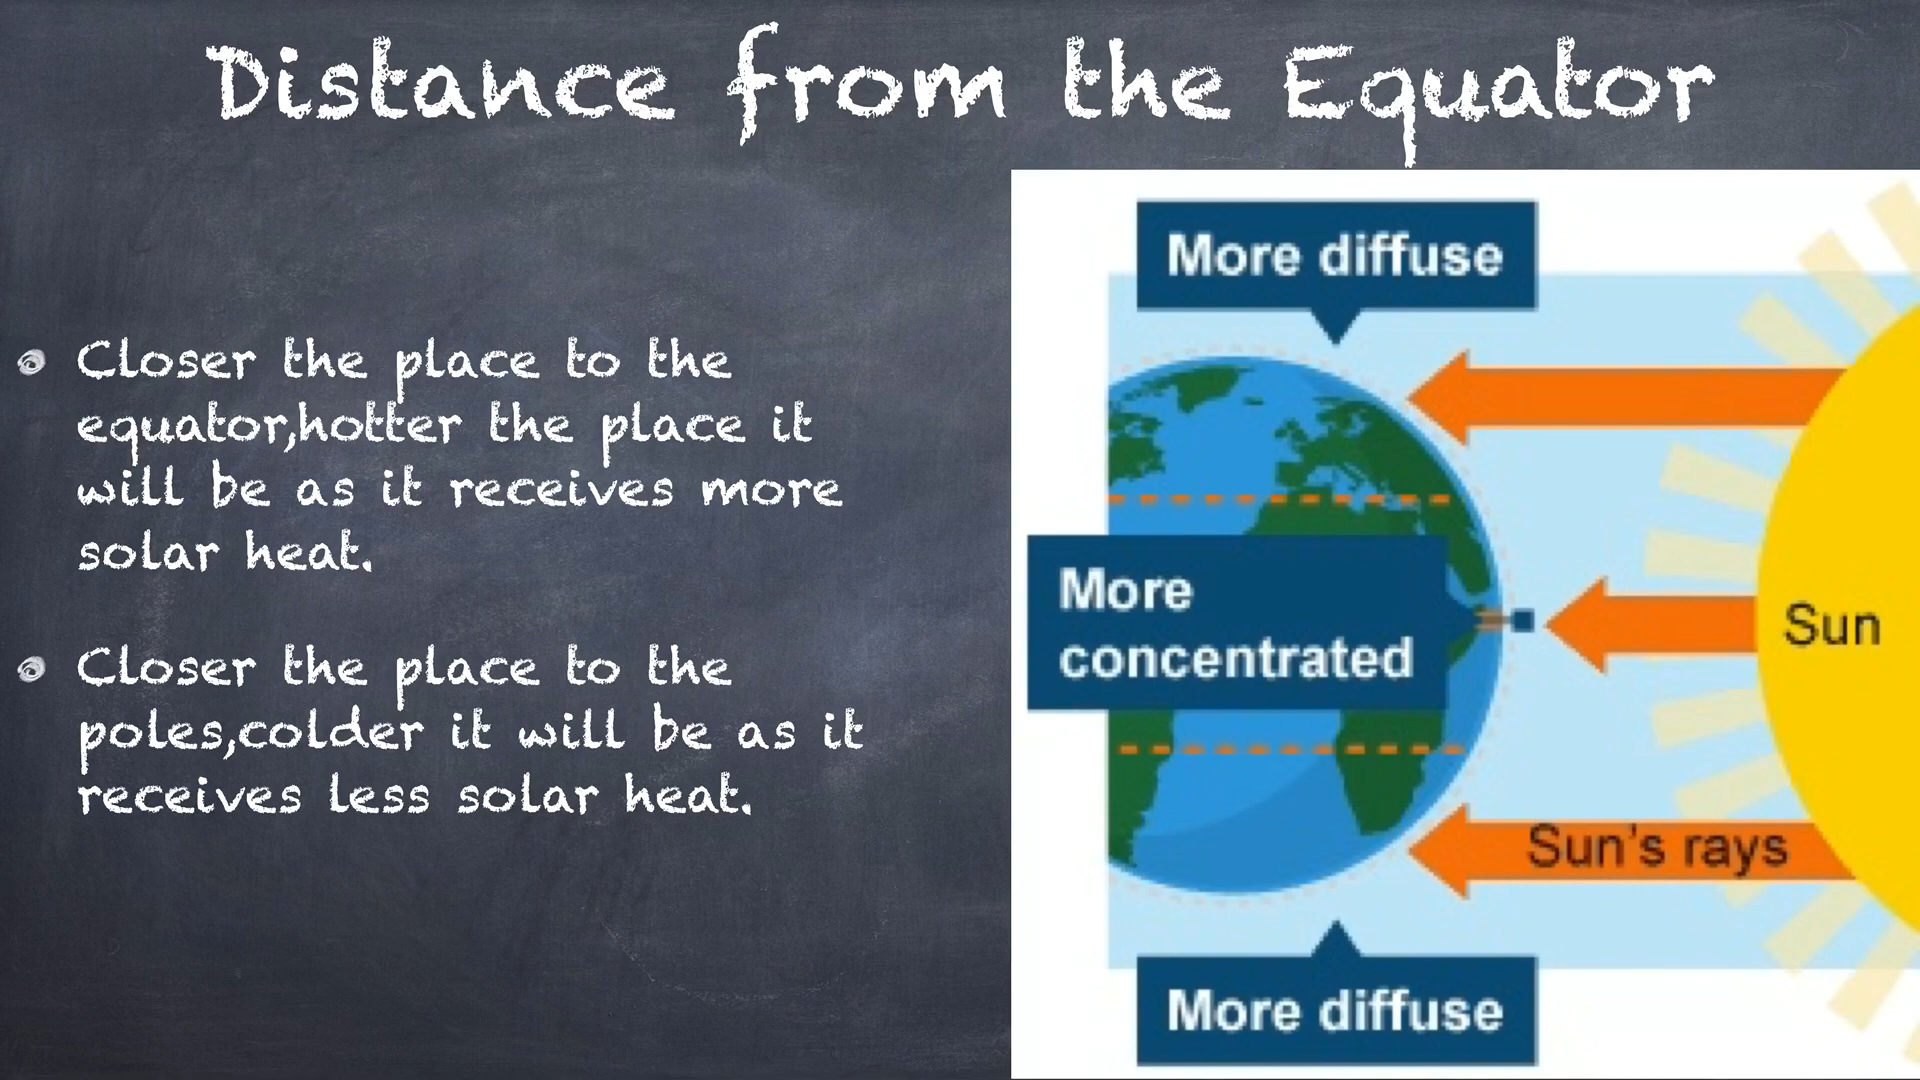 Distance from the Equator
Closer the place to the
equator,hotter the place it
will be as it receives more
solar heat.
Closer the place to the
poles,colder it will be as it
receives less solar heat.
More diffuse
More
concentrated
Sun
Sun's rays
More diffuse